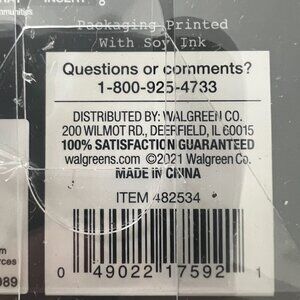 INSERT
Packaging Printed
With Soy Ink
Questions or comments?
1-800-925-4733
DISTRIBUTED BY: WALGREEN CO.
200 WILMOT RD., DEERFIELD, IL 60015
100% SATISFACTION GUARANTEED
walgreens.com ©2021 Walgreen Co.
MADE IN CHINA
ITEM 482534
0 49022 17592 1